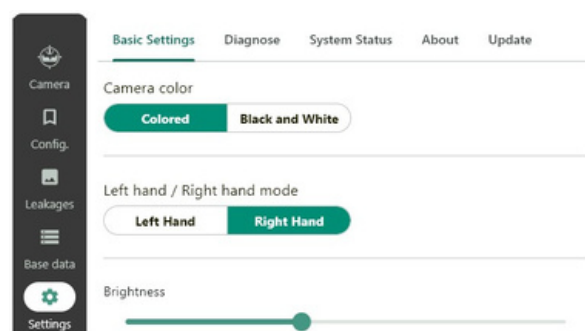 Basic Settings Diagnose System Status About Update
Camera
Config.
Leakages
Base data
Settings
Camera color
Colored Black and White
Left hand / Right hand mode
Left Hand Right Hand
Brightness